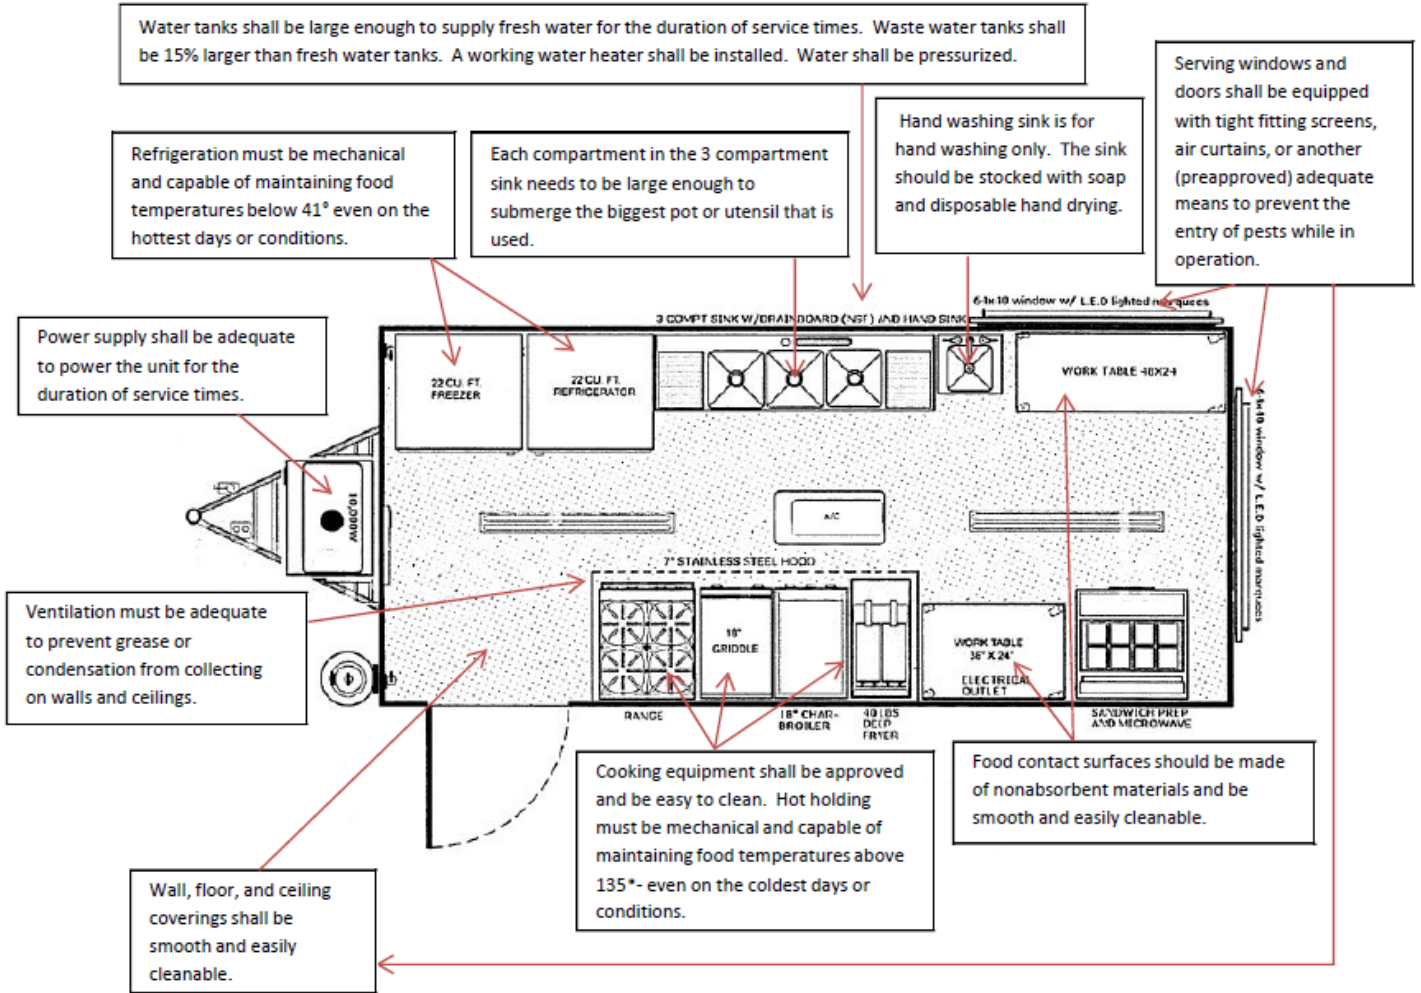 Water tanks shall be large enough to supply fresh water for the duration of service times.  Waste water tanks shall
be 15% larger than fresh water tanks.  A working water heater shall be installed.  Water shall be pressurized.
Serving windows and
doors shall be equipped
with tight fitting screens,
air curtains, or another
(preapproved) adequate
means to prevent the
entry of pests while in
operation.
Hand washing sink is for
hand washing only.  The sink
should be stocked with soap
and disposable hand drying.
Refrigeration must be mechanical
and capable of maintaining food
temperatures below 41° even on the
hottest days or conditions.
Each compartment in the 3 compartment
sink needs to be large enough to
submerge the biggest pot or utensil that is
used.
Power supply shall be adequate
to power the unit for the
duration of service times.
window w/ L.E.D lighted marquees
3 COMPT SINK W/DRAINBOARD (NSF) AND HAND SINK
22 CU. FT.
FREEZER
22 CU. FT.
REFRIGERATOR
WORK TABLE 48X24
window w/ L.E.D lighted marquees
10,000W
A/C
7' STAINLESS STEEL HOOD
Ventilation must be adequate
to prevent grease or
condensation from collecting
on walls and ceilings.
18"
GRIDDLE
WORK TABLE
36" X 24"
ELECTRICAL
OUTLET
RANGE
18" CHAR-
BROILER
40 LBS
DEEP
FRYER
SANDWICH PREP
AND MICROWAVE
Cooking equipment shall be approved
and be easy to clean.  Hot holding
must be mechanical and capable of
maintaining food temperatures above
135*- even on the coldest days or
conditions.
Food contact surfaces should be made
of nonabsorbent materials and be
smooth and easily cleanable.
Wall, floor, and ceiling
coverings shall be
smooth and easily
cleanable.